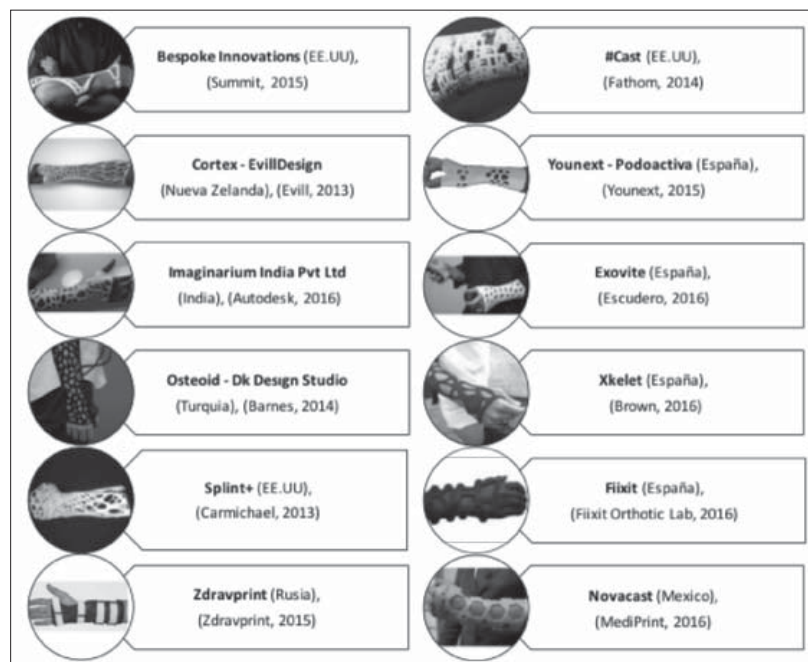 Bespoke Innovations (EE.UU),
(Summit, 2015)
#Cast (EE.UU),
(Fathom, 2014)
Cortex - EvillDesign
(Nueva Zelanda), (Evill, 2013)
Younext - Podoactiva (España),
(Younext, 2015)
Imaginarium India Pvt Ltd
(India), (Autodesk, 2016)
Exovite (España),
(Escudero, 2016)
Osteoid - Dk Design Studio
(Turquia), (Barnes, 2014)
Xkelet (España),
(Brown, 2016)
Splint+ (EE.UU),
(Carmichael, 2013)
Fiixit (España),
(Fiixit Orthotic Lab, 2016)
Zdravprint (Rusia),
(Zdravprint, 2015)
Novacast (Mexico),
(MediPrint, 2016)